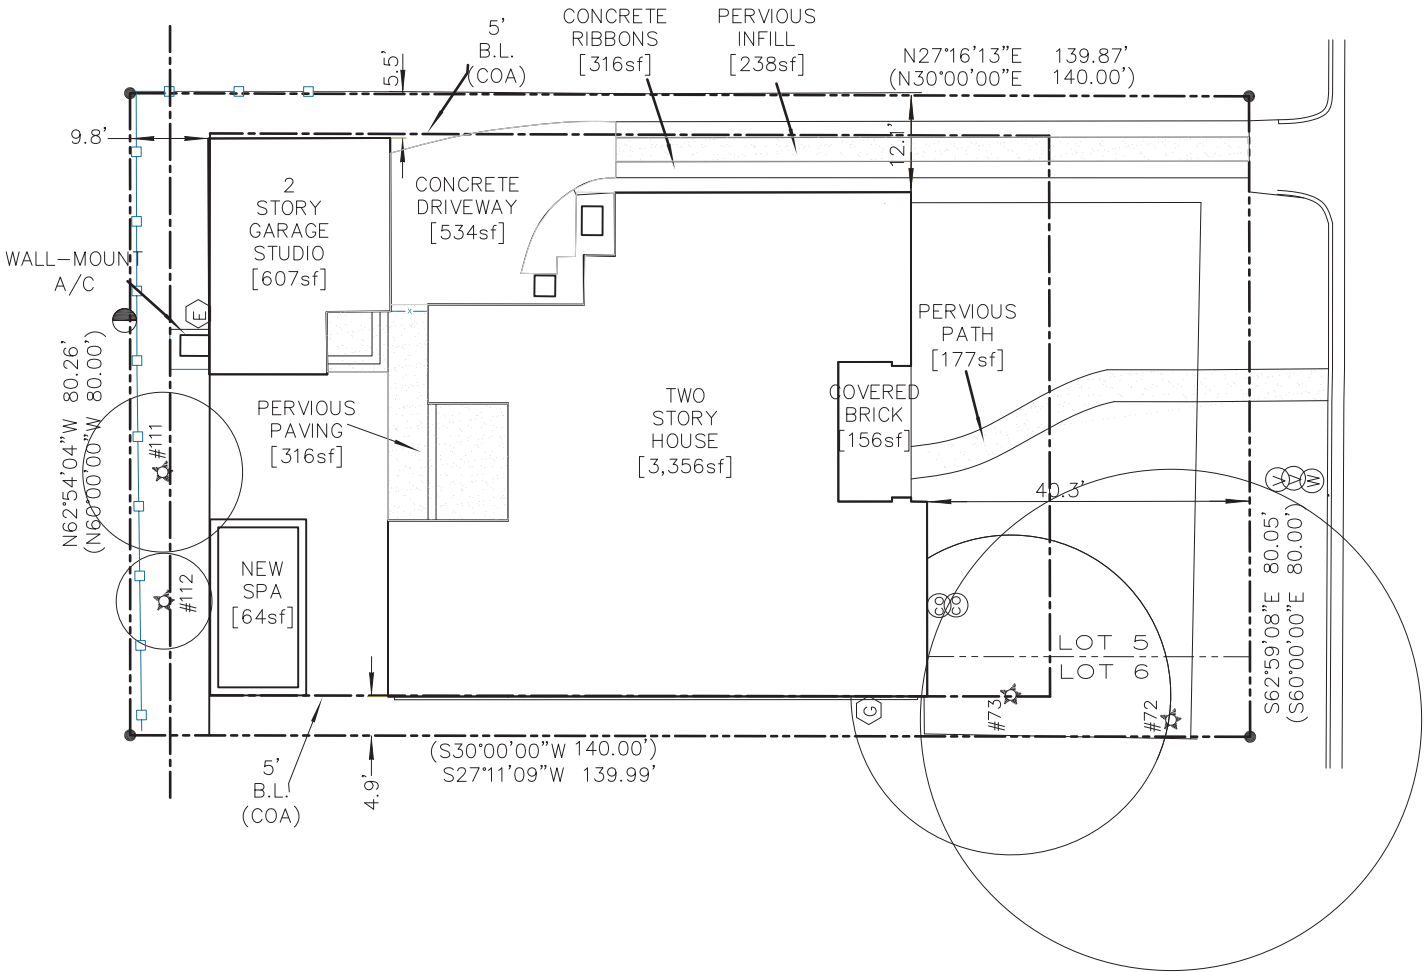 CONCRETE
RIBBONS
[316sf]
PERVIOUS
INFILL
[238sf]
5'
B.L.
(COA)
5.5'
N27°16'13"E 139.87'
(N30°00'00"E 140.00')
9.8'
12.1'
2
STORY
GARAGE
STUDIO
[607sf]
CONCRETE
DRIVEWAY
[534sf]
WALL-MOUNT
A/C
E
x
PERVIOUS
PATH
[177sf]
N62°54'04"W 80.26'
(N60°00'00"W 80.00')
PERVIOUS
PAVING
[316sf]
TWO
STORY
HOUSE
[3,356sf]
COVERED
BRICK
[156sf]
#111
40.3'
V
V
W
#112
NEW
SPA
[64sf]
CO
CO
S62°59'08"E 80.05'
(S60°00'00"E 80.00')
LOT 5
LOT 6
G
#73
#72
(S30°00'00"W 140.00')
S27°11'09"W 139.99'
5'
B.L.
(COA)
4.9'